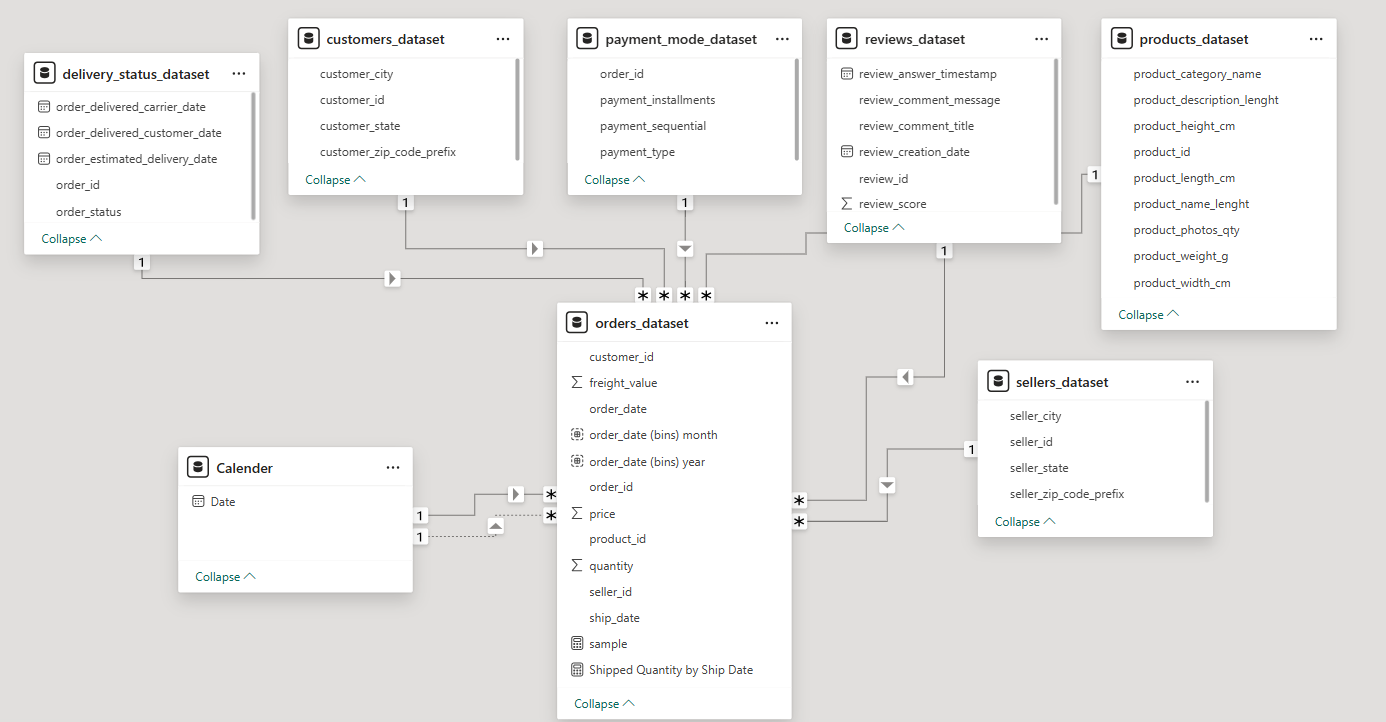 delivery_status_dataset
order_delivered_carrier_date
order_delivered_customer_date
order_estimated_delivery_date
order_id
order_status
Collapse
1
customers_dataset
customer_city
customer_id
customer_state
customer_zip_code_prefix
Collapse
1
payment_mode_dataset
order_id
payment_installments
payment_sequential
payment_type
Collapse
1
reviews_dataset
review_answer_timestamp
review_comment_message
review_comment_title
review_creation_date
review_id
review_score
Collapse
1
products_dataset
product_category_name
product_description_lenght
product_height_cm
product_id
product_length_cm
product_name_lenght
product_photos_qty
product_weight_g
product_width_cm
Collapse
1
* * * *
orders_dataset
customer_id
freight_value
order_date
order_date (bins) month
order_date (bins) year
order_id
price
product_id
quantity
seller_id
ship_date
sample
Shipped Quantity by Ship Date
Collapse
*
*
*
*
sellers_dataset
seller_city
seller_id
seller_state
seller_zip_code_prefix
Collapse
1
Calender
Date
Collapse
1
1